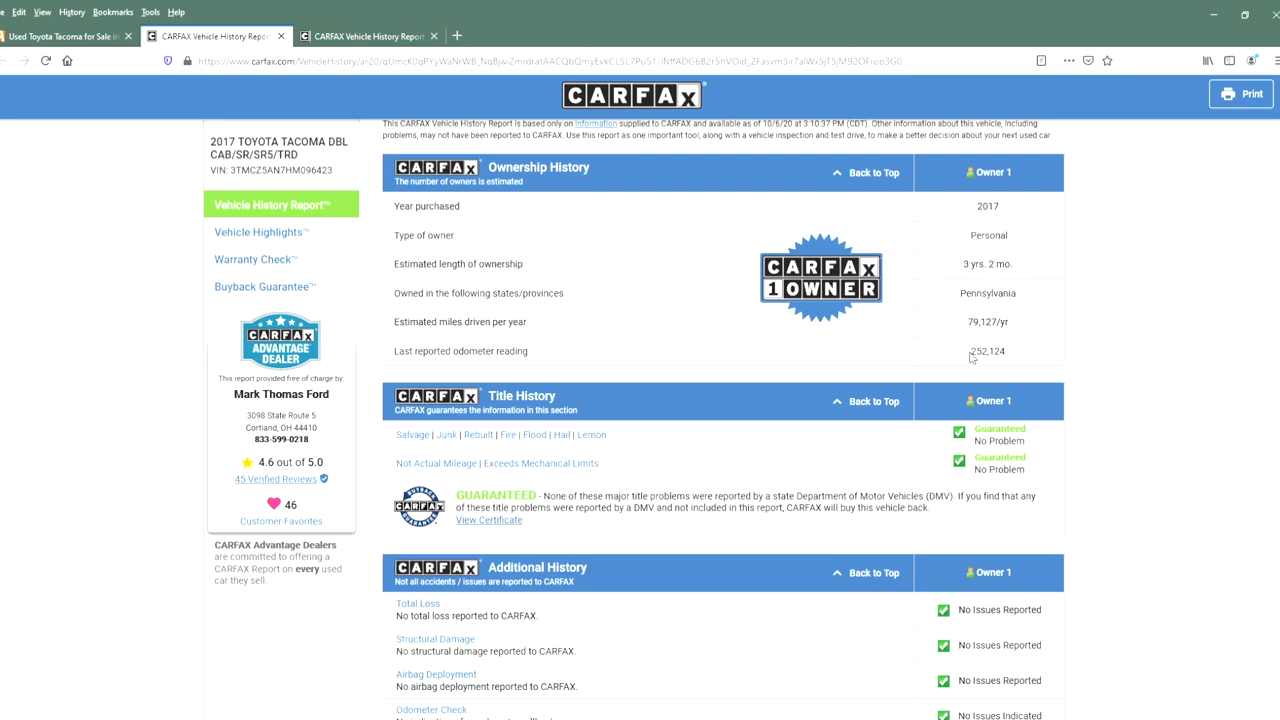 Edit View History Bookmarks Tools Help
Used Toyota Tacoma for Sale in
CARFAX Vehicle History Repor
CARFAX Vehicle History Report
CARFAX
Print
This CARFAX Vehicle History Report is based only on information supplied to CARFAX and available as of 10/6/20 at 3:10:37 PM (CDT). Other information about this vehicle, including
problems, may not have been reported to CARFAX. Use this report as one important tool, along with a vehicle inspection and test drive, to make a better decision about your next used car
2017 TOYOTA TACOMA DBL
CAB/SR/SR5/TRD
VIN: 3TMCZ5AN7HM096423
Vehicle History Report™
Vehicle Highlights™
Warranty Check™
Buyback Guarantee™
CARFAX
ADVANTAGE
DEALER
This report provided free of charge by
Mark Thomas Ford
3098 State Route 5
Cortland, OH 44410
833-599-0218
4.6 out of 5.0
45 Verified Reviews
46
Customer Favorites
CARFAX Advantage Dealers
are committed to offering a
CARFAX Report on every used
car they sell.
CARFAX Ownership History
The number of owners is estimated
Back to Top
Owner 1
Year purchased 2017
Type of owner Personal
Estimated length of ownership 3 yrs. 2 mo.
Owned in the following states/provinces Pennsylvania
Estimated miles driven per year 79,127/yr
Last reported odometer reading 252,124
CARFAX
1 OWNER
CARFAX Title History
CARFAX guarantees the information in this section
Back to Top
Owner 1
Salvage | Junk | Rebuilt | Fire | Flood | Hail | Lemon
Guaranteed
No Problem
Not Actual Mileage | Exceeds Mechanical Limits
Guaranteed
No Problem
BUYBACK
CARFAX
GUARANTEED - None of these major title problems were reported by a state Department of Motor Vehicles (DMV). If you find that any
of these title problems were reported by a DMV and not included in this report, CARFAX will buy this vehicle back.
View Certificate
CARFAX Additional History
Not all accidents / issues are reported to CARFAX
Back to Top
Owner 1
Total Loss
No total loss reported to CARFAX.
No Issues Reported
Structural Damage
No structural damage reported to CARFAX.
No Issues Reported
Airbag Deployment
No airbag deployment reported to CARFAX.
No Issues Reported
Odometer Check
No Issues Indicated